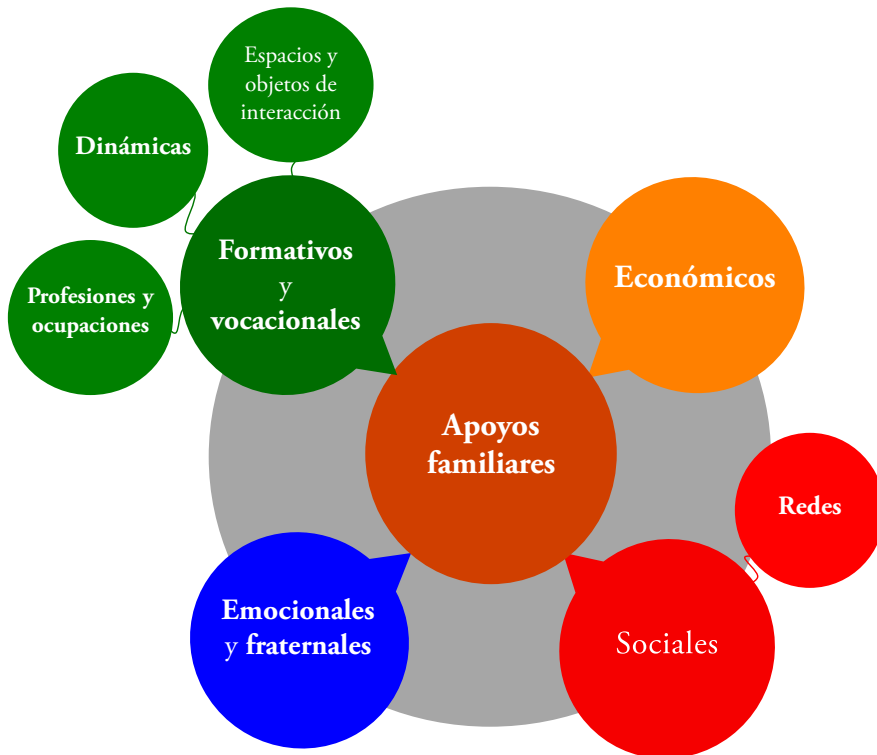 Espacios y
objetos de
interacción
Dinámicas
Profesiones y
ocupaciones
Formativos
y
vocacionales
Económicos
Apoyos
familiares
Redes
Emocionales
y fraternales
Sociales